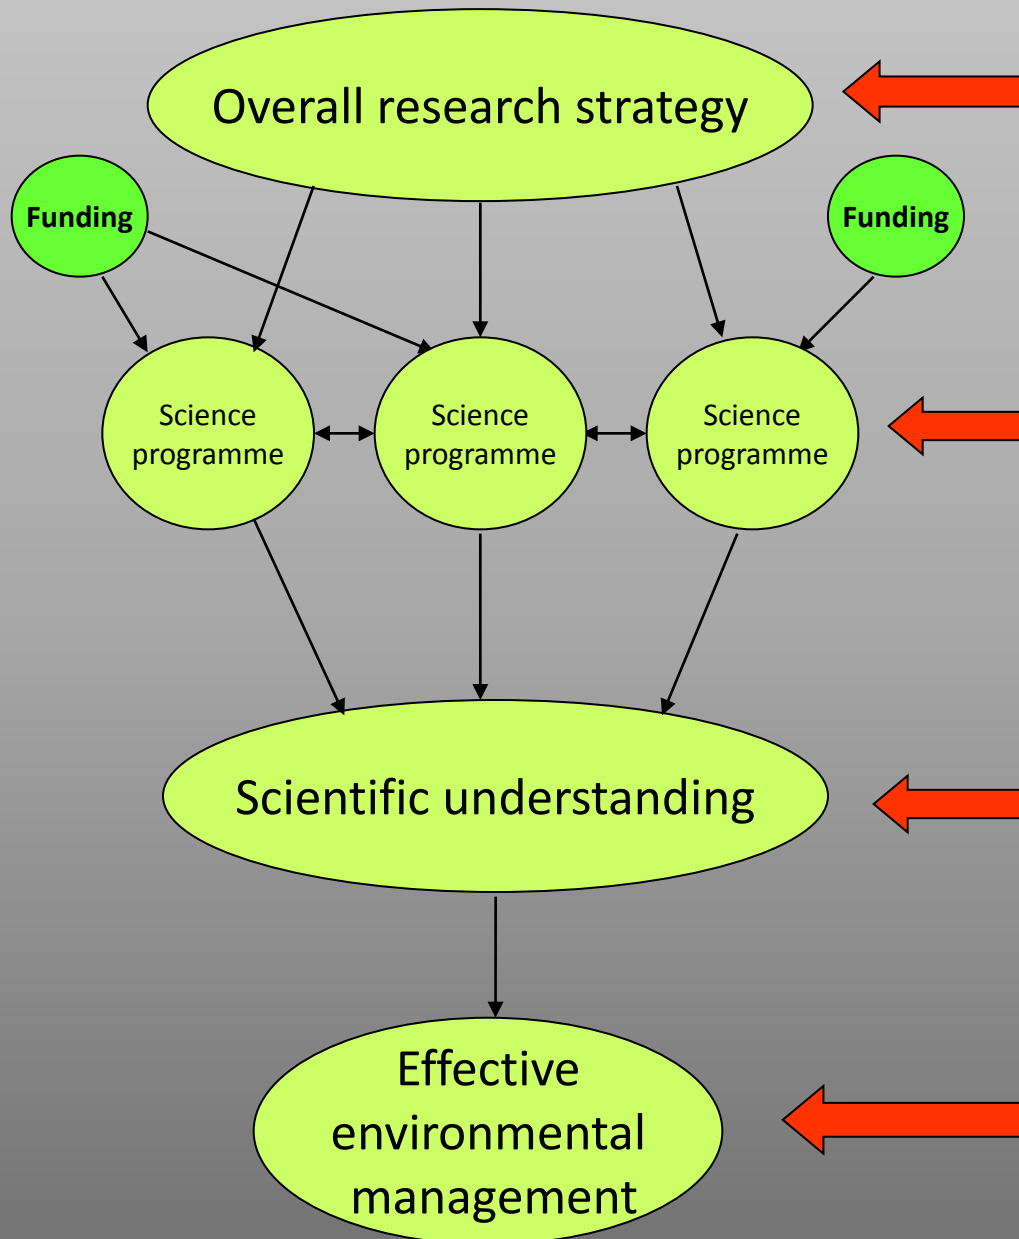 Overall research strategy
Funding
Funding
Science
programme
Science
programme
Science
programme
Scientific understanding
Effective
environmental
management